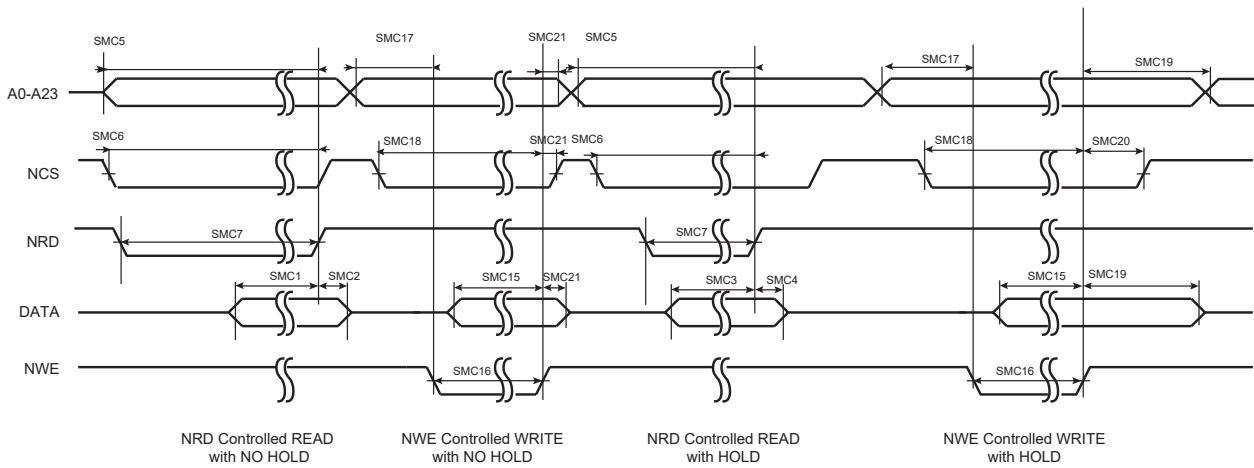 SMC5
SMC17
SMC21
SMC5
SMC17
SMC19
A0-A23
SMC6
SMC18
SMC21
SMC6
SMC18
SMC20
NCS
NRD
SMC7
SMC7
SMC1
SMC2
SMC15
SMC21
SMC3
SMC4
SMC15
SMC19
DATA
NWE
SMC16
SMC16
NRD Controlled READ
with NO HOLD
NWE Controlled WRITE
with NO HOLD
NRD Controlled READ
with HOLD
NWE Controlled WRITE
with HOLD